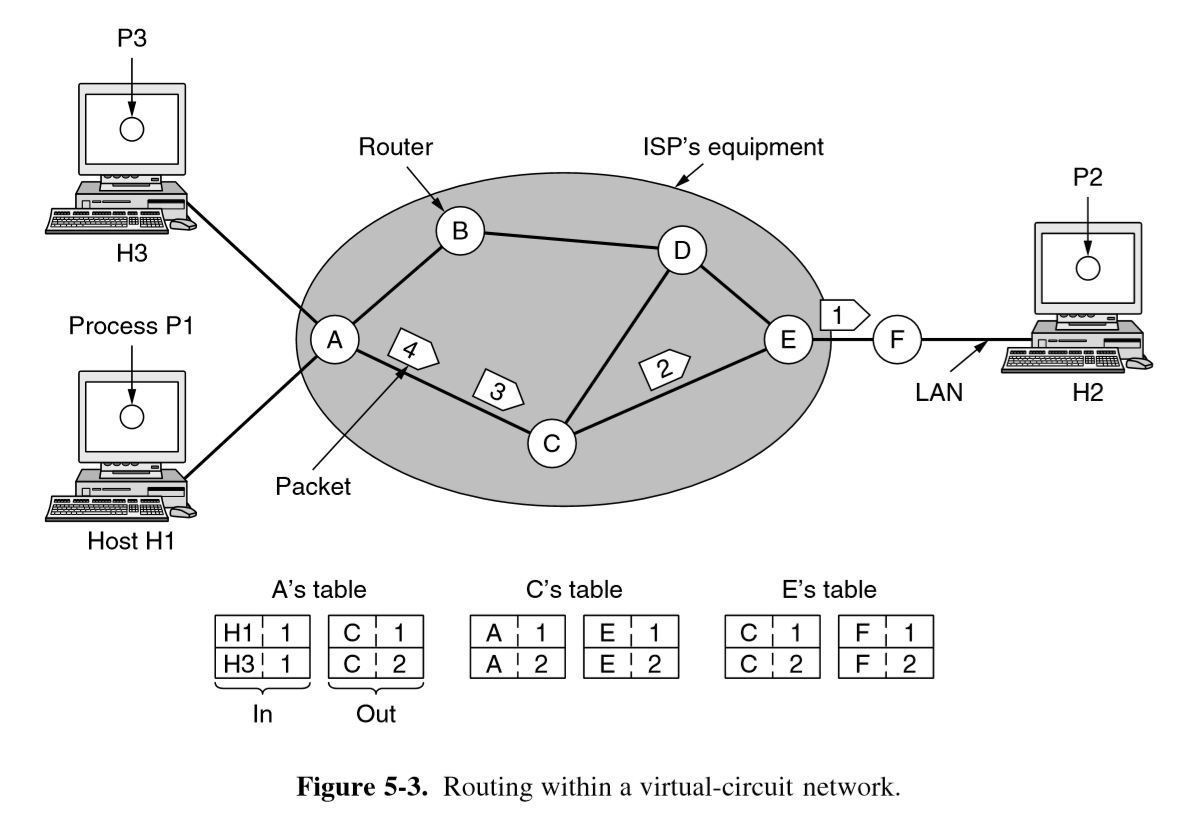 P3
Router
ISP’s equipment
P2
B
D
H3
Process P1
A
4
3
2
1
E
F
C
LAN
H2
Packet
Host H1
A’s table
C’s table
E’s table
H1 1 C 1 A 1 E 1 C 1 F 1
H3 1 C 2 A 2 E 2 C 2 F 2
In Out
Figure 5-3. Routing within a virtual-circuit network.